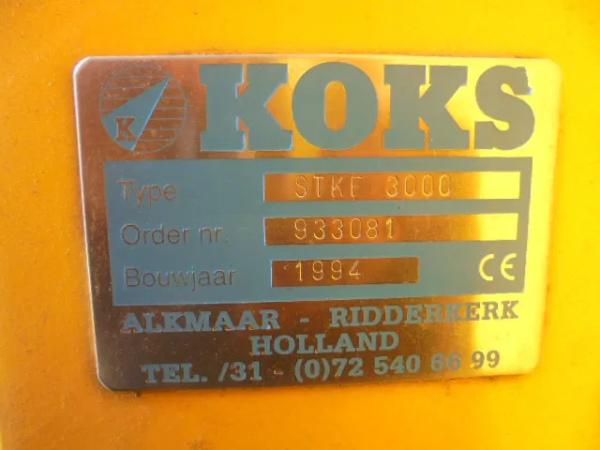 K KOKS
Type STKF 3000
Order nr. 933081
Bouwjaar 1994 CE
ALKMAAR - RIDDERKERK
HOLLAND
TEL. /31 - (0)72 540 66 99